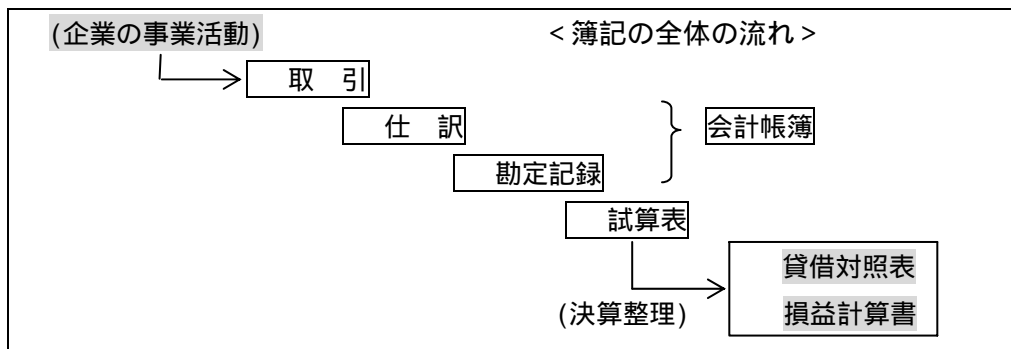 (企業の事業活動) <簿記の全体の流れ>
取 引
仕 訳 会計帳簿
勘定記録
試算表
貸借対照表
(決算整理) 損益計算書